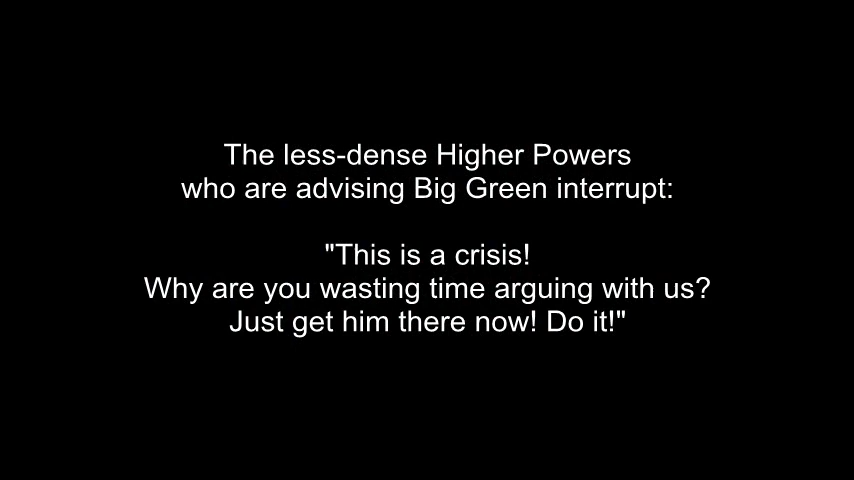 The less-dense Higher Powers
who are advising Big Green interrupt:
"This is a crisis!
Why are you wasting time arguing with us?
Just get him there now! Do it!"